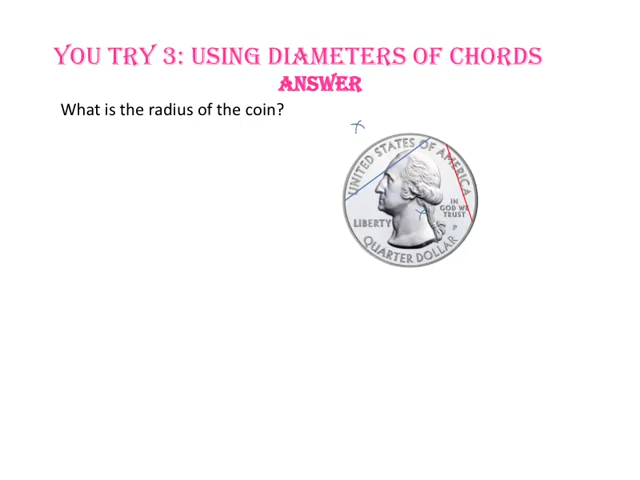 YOU TRY 3: USING DIAMETERS OF CHORDS
ANSWER
What is the radius of the coin?
UNITED STATES OF AMERICA
LIBERTY
IN
GOD WE
TRUST
P
QUARTER DOLLAR